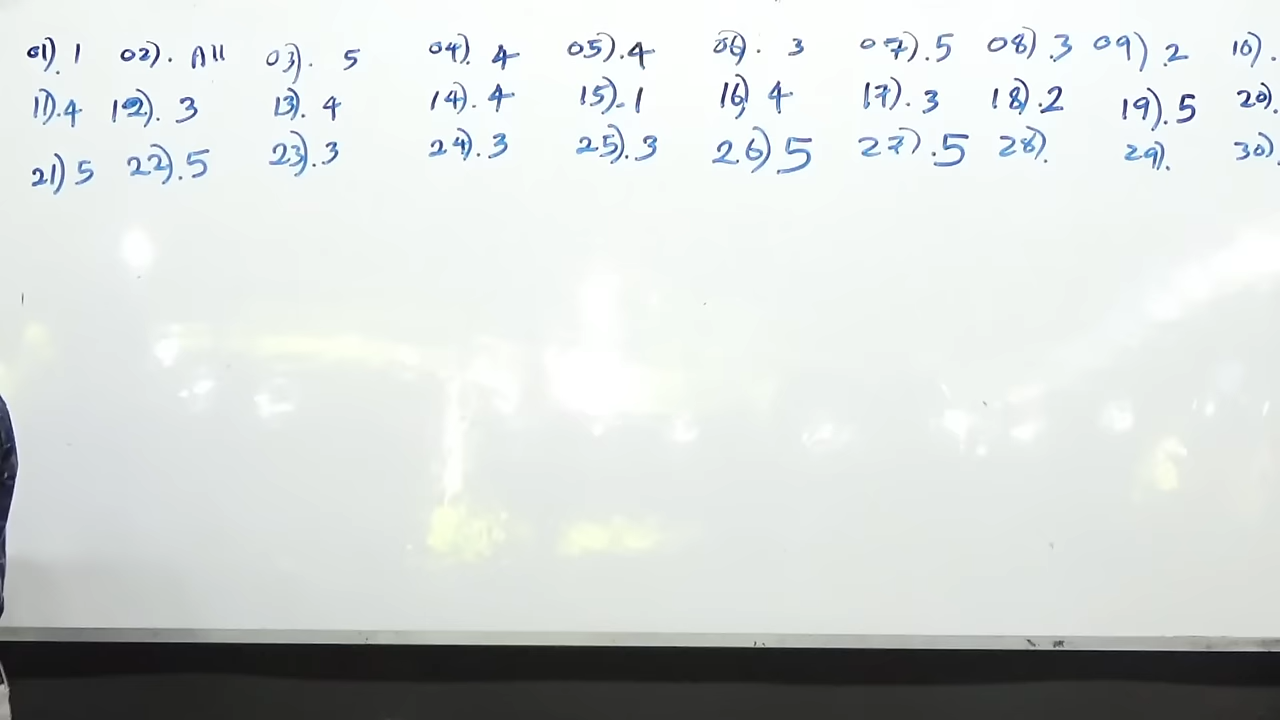 01). 1 02). All 03). 5 04). 4 05). 4 06). 3 07). 5 08). 3 09) 2 10).
11). 4 12). 3 13). 4 14). 4 15). 1 16) 4 17). 3 18). 2 19). 5 20).
21) 5 22). 5 23). 3 24). 3 25). 3 26) 5 27). 5 28). 29). 30).